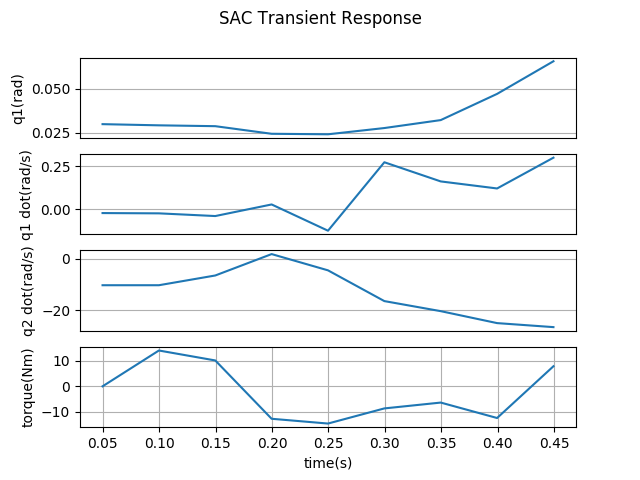 SAC Transient Response
q1(rad)
0.050
0.025
q1 dot(rad/s)
0.25
0.00
q2 dot(rad/s)
0
−20
torque(Nm)
10
0
−10
0.05 0.10 0.15 0.20 0.25 0.30 0.35 0.40 0.45
time(s)